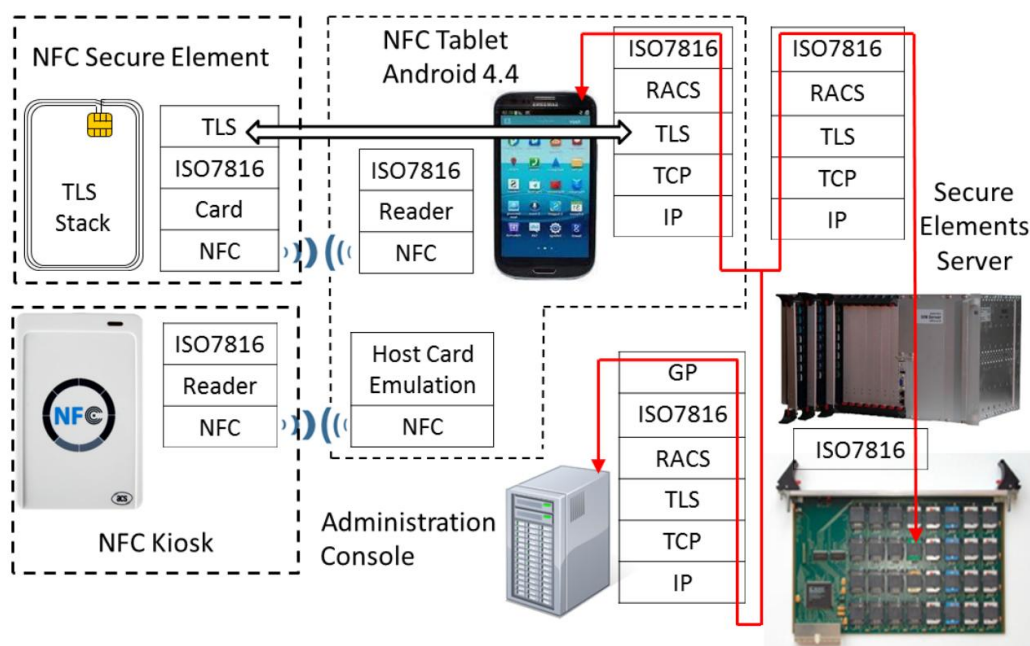 NFC Secure Element
TLS
Stack
TLS
ISO7816
Card
NFC
NFC Tablet
Android 4.4
ISO7816
Reader
NFC
ISO7816
RACS
TLS
TCP
IP
ISO7816
RACS
TLS
TCP
IP
Secure
Elements
Server
NFC
acs
ISO7816
Reader
NFC
NFC Kiosk
Host Card
Emulation
NFC
Administration
Console
GP
ISO7816
RACS
TLS
TCP
IP
ISO7816